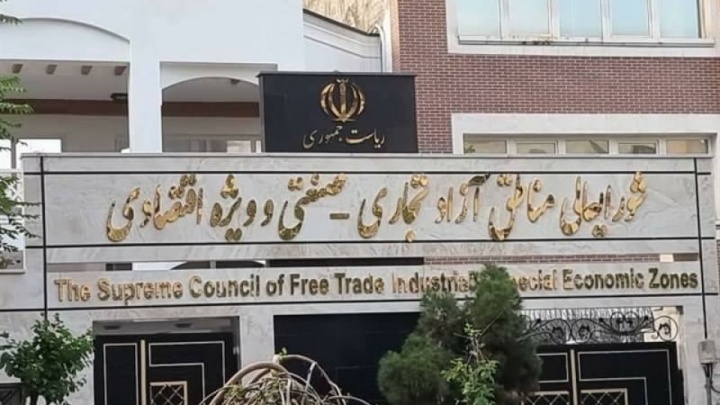 ریاست جمهوری
شورایعالی مناطق آزاد تجاری - صنعتی و ویژه اقتصادی
The Supreme Council of Free Trade Industrial Special Economic Zones